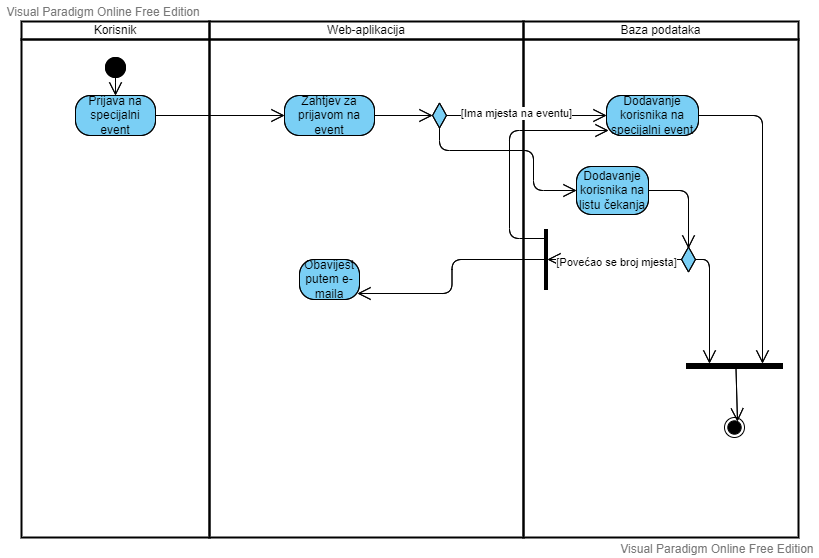 Visual Paradigm Online Free Edition
Korisnik
Web-aplikacija
Baza podataka
Prijava na
specijalni
event
Zahtjev za
prijavom na
event
[Ima mjesta na eventu]
Dodavanje
korisnika na
specijalni event
Dodavanje
korisnika na
listu čekanja
Obavijest
putem e-
maila
[Povećao se broj mjesta]
Visual Paradigm Online Free Edition